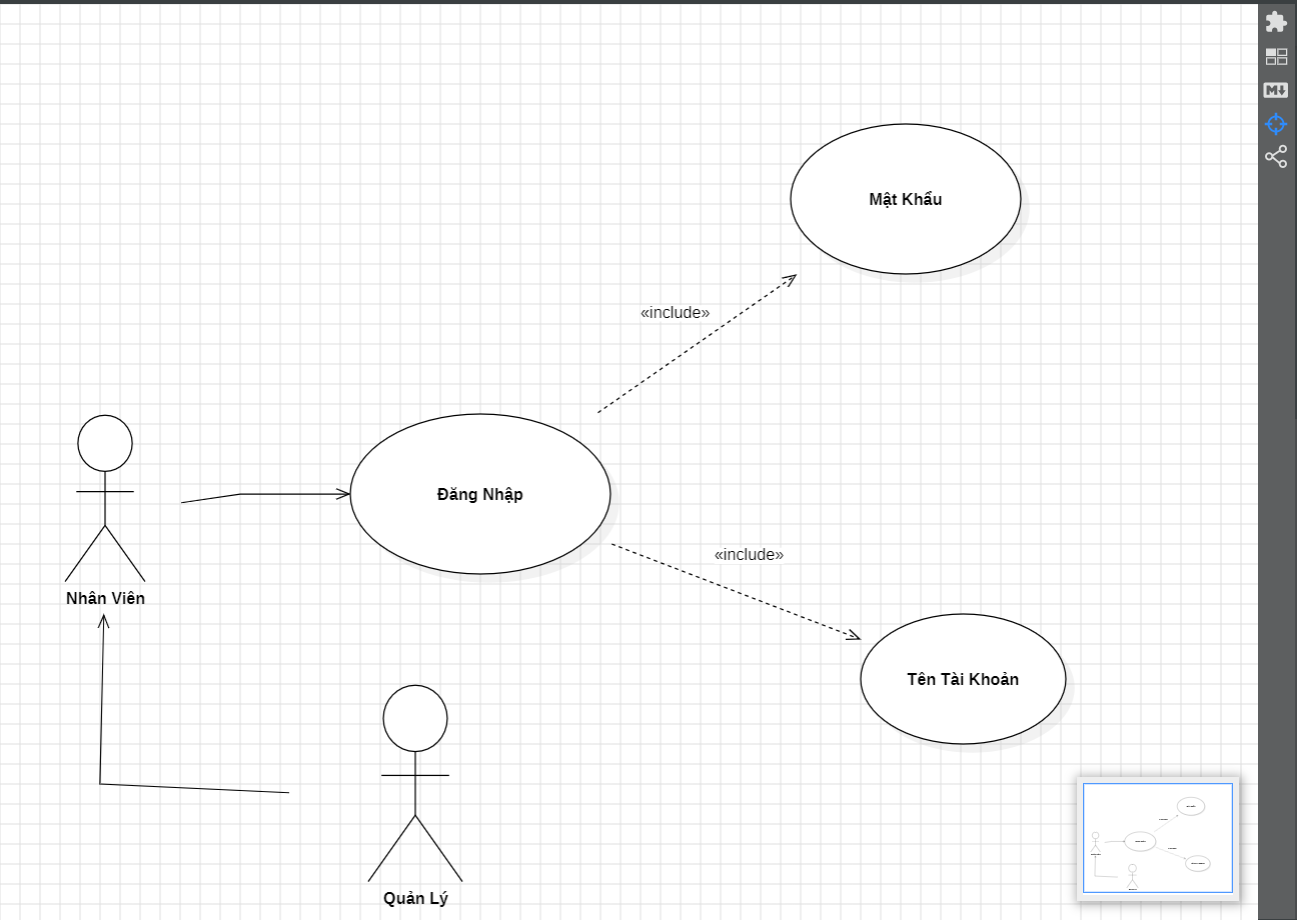 Mật Khẩu
«include»
Đăng Nhập
«include»
Nhân Viên
Tên Tài Khoản
Quản Lý
M